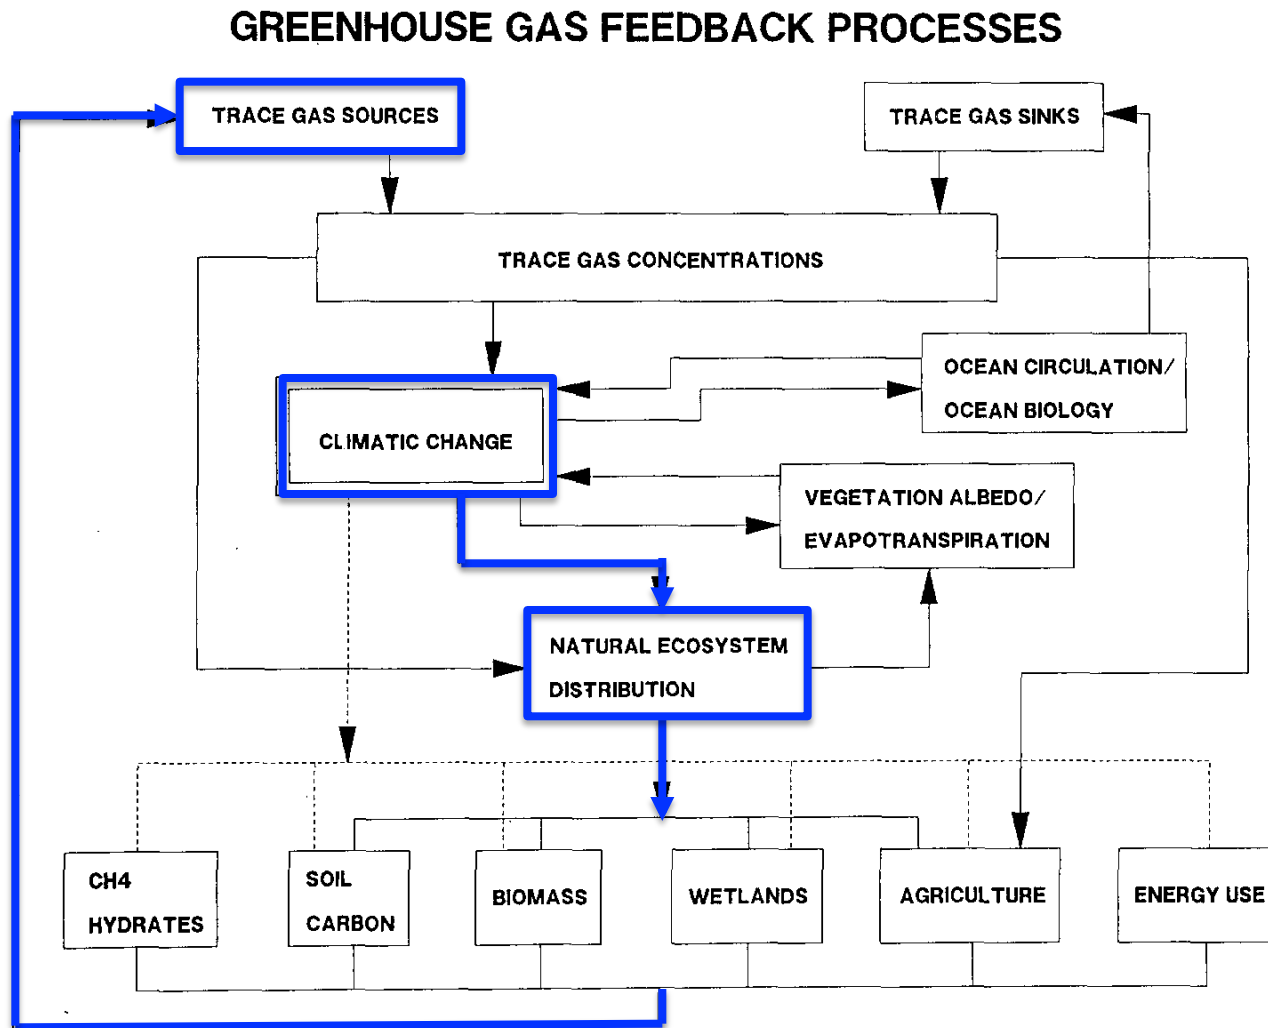 GREENHOUSE GAS FEEDBACK PROCESSES
TRACE GAS SOURCES
TRACE GAS SINKS
TRACE GAS CONCENTRATIONS
OCEAN CIRCULATION/
OCEAN BIOLOGY
CLIMATIC CHANGE
VEGETATION ALBEDO/
EVAPOTRANSPIRATION
NATURAL ECOSYSTEM
DISTRIBUTION
CH4
HYDRATES
SOIL
CARBON
BIOMASS
WETLANDS
AGRICULTURE
ENERGY USE